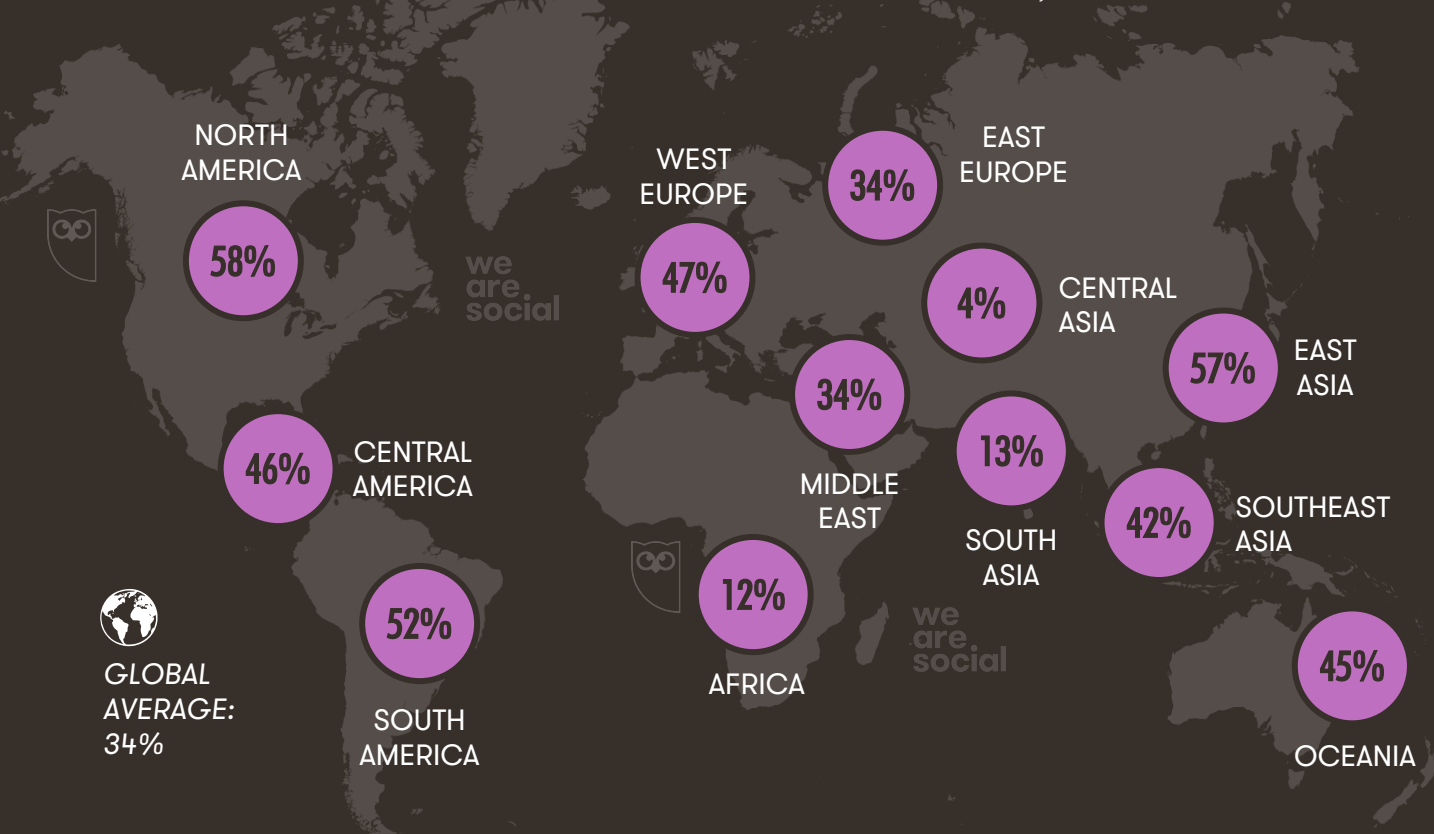 NORTH
AMERICA
58%
WEST
EUROPE
47%
34%
EAST
EUROPE
we
are
social
4%
CENTRAL
ASIA
57%
EAST
ASIA
34%
MIDDLE
EAST
46%
CENTRAL
AMERICA
13%
SOUTH
ASIA
42%
SOUTHEAST
ASIA
12%
AFRICA
52%
SOUTH
AMERICA
we
are
social
45%
OCEANIA
GLOBAL
AVERAGE:
34%